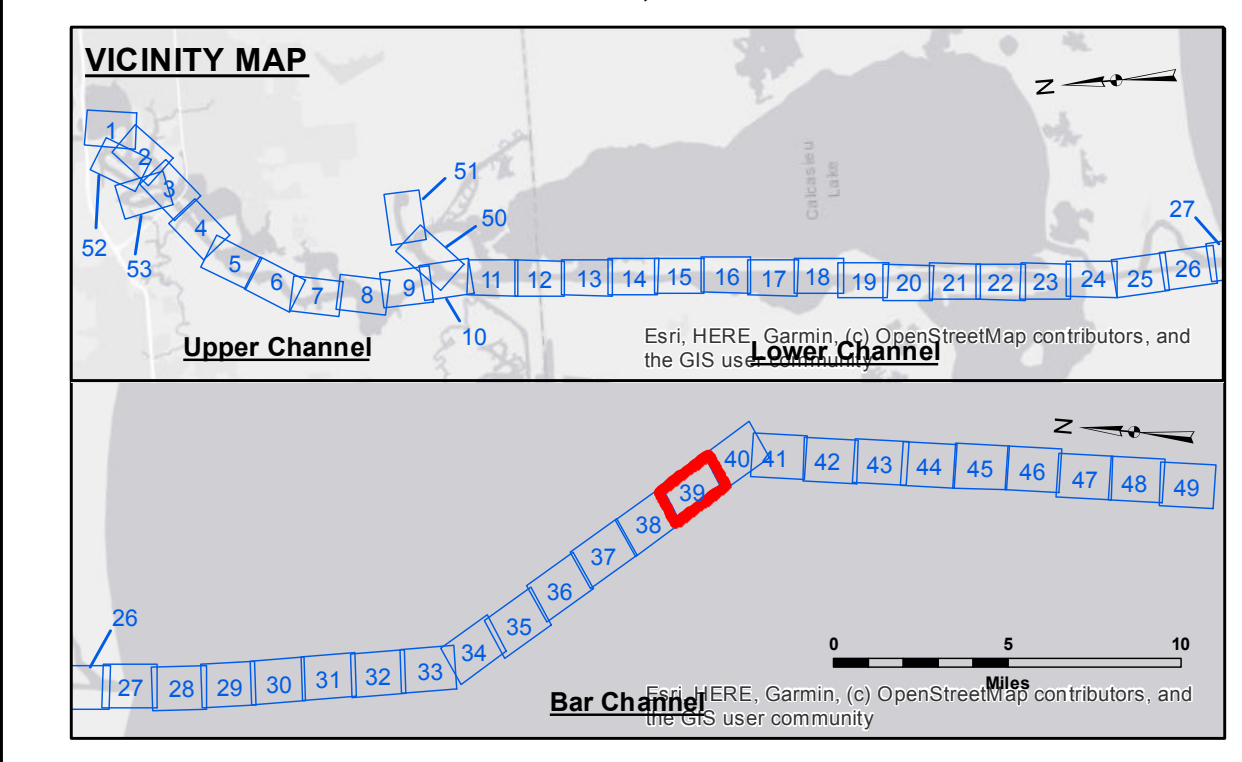 VICINITY MAP
N
1
2
3
52
53
4
5
6
7
8
9
10
51
50
11 12 13 14 15 16 17 18 19 20 21 22 23 24 25 26
27
Calcasieu
Lake
Upper Channel
Lower Channel
Esri, HERE, Garmin, (c) OpenStreetMap contributors, and
the GIS user community
N
26
27 28 29 30 31 32 33
34
35
36
37
38
39
40
41 42 43 44 45 46 47 48 49
0 5 10
Miles
Bar Channel
Esri, HERE, Garmin, (c) OpenStreetMap contributors, and
the GIS user community